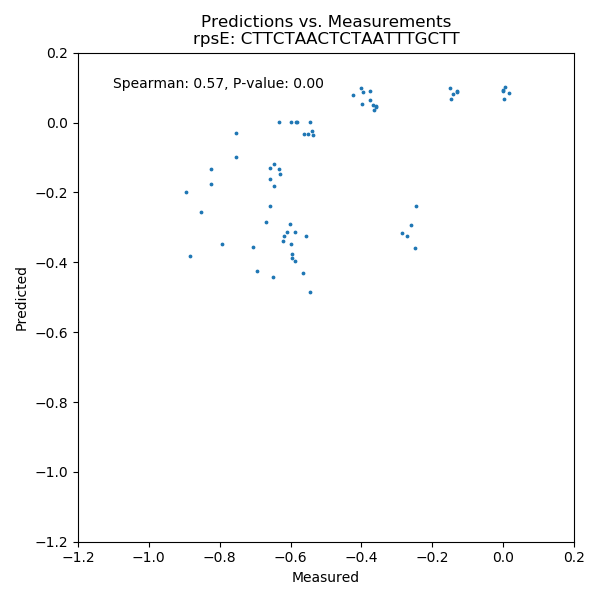 Predictions vs. Measurements
rpsE: CTTCTAACTCTAATTTGCTT
Spearman: 0.57, P-value: 0.00
0.2
0.0
−0.2
−0.4
−0.6
−0.8
−1.0
−1.2
Predicted
−1.2 −1.0 −0.8 −0.6 −0.4 −0.2 0.0 0.2
Measured